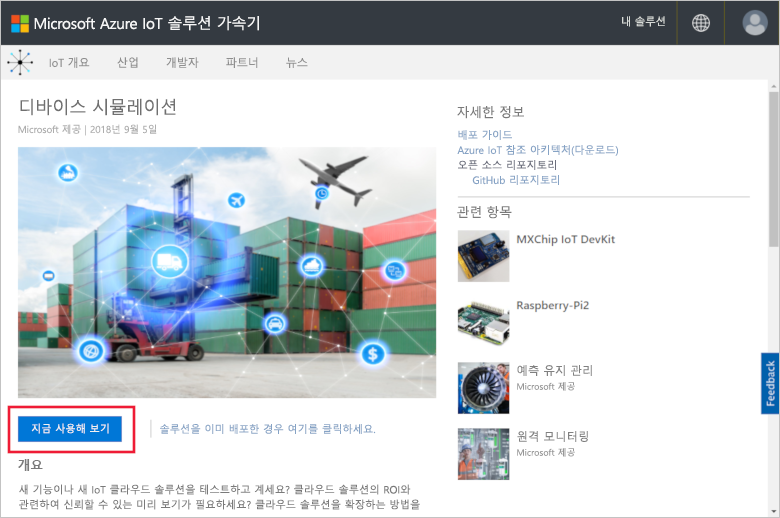 Microsoft Azure IoT 솔루션 가속기
내 솔루션
IoT 개요
산업
개발자
파트너
뉴스
디바이스 시뮬레이션
Microsoft 제공 | 2018년 9월 5일
지금 사용해 보기
솔루션을 이미 배포한 경우 여기를 클릭하세요.
개요
새 기능이나 새 IoT 클라우드 솔루션을 테스트하고 계세요? 클라우드 솔루션의 ROI와
관련하여 신뢰할 수 있는 미리 보기가 필요하세요? 클라우드 솔루션을 확장하는 방법을
자세한 정보
배포 가이드
Azure IoT 참조 아키텍처(다운로드)
오픈 소스 리포지토리
GitHub 리포지토리
관련 항목
MXChip IoT DevKit
Raspberry-Pi2
예측 유지 관리
Microsoft 제공
원격 모니터링
Microsoft 제공
Feedback